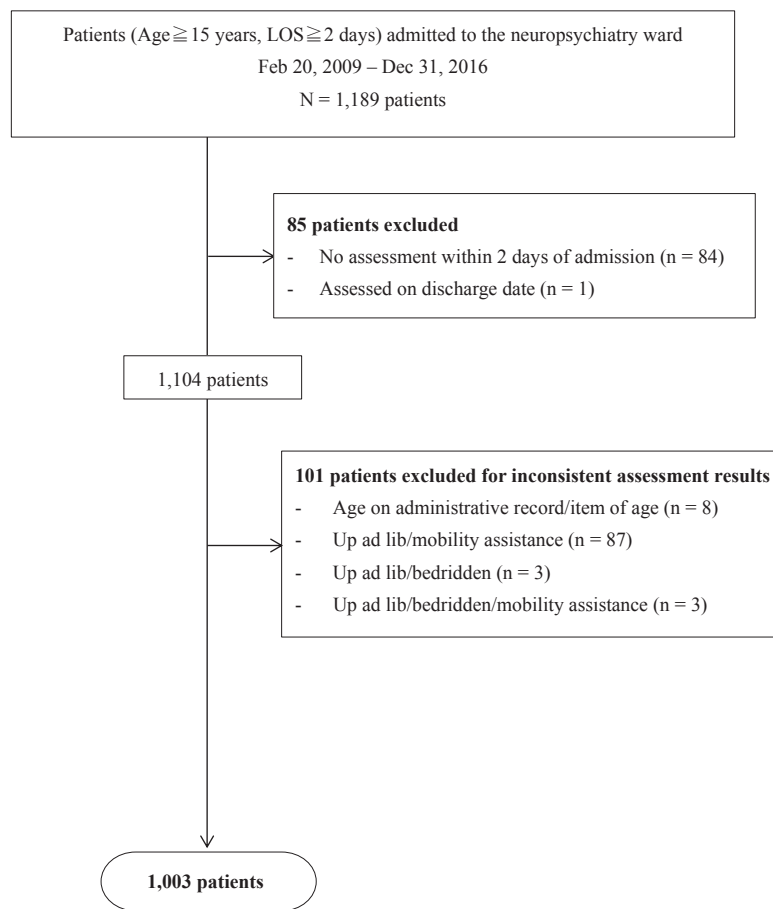 Patients (Age≧15 years, LOS≧2 days) admitted to the neuropsychiatry ward
Feb 20, 2009 – Dec 31, 2016
N = 1,189 patients
85 patients excluded
- No assessment within 2 days of admission (n = 84)
- Assessed on discharge date (n = 1)
1,104 patients
101 patients excluded for inconsistent assessment results
- Age on administrative record/item of age (n = 8)
- Up ad lib/mobility assistance (n = 87)
- Up ad lib/bedridden (n = 3)
- Up ad lib/bedridden/mobility assistance (n = 3)
1,003 patients